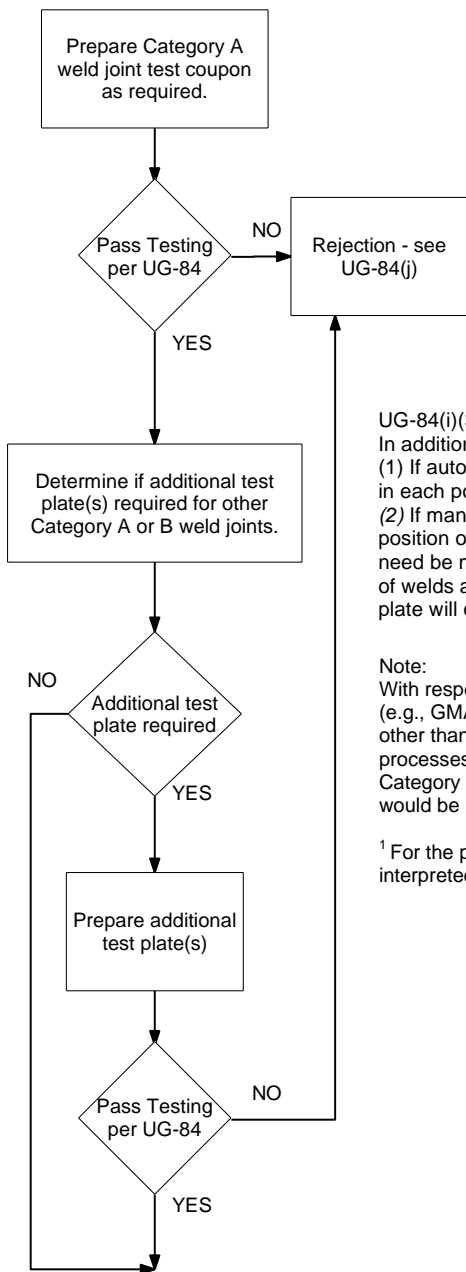 Prepare Category A
weld joint test coupon
as required.
Pass Testing
per UG-84
NO
Rejection - see
UG-84(j)
YES
Determine if additional test
plate(s) required for other
Category A or B weld joints.
UG-84(i)(
In addition
(1) If auto
in each po
(2) If man
position o
need be
of welds a
plate will
Note:
With respe
(e.g., GMA
other than
processes
Category
would be
1 For the p
interpreted
NO
Additional test
plate required
YES
Prepare additional
test plate(s)
Pass Testing
per UG-84
NO
YES